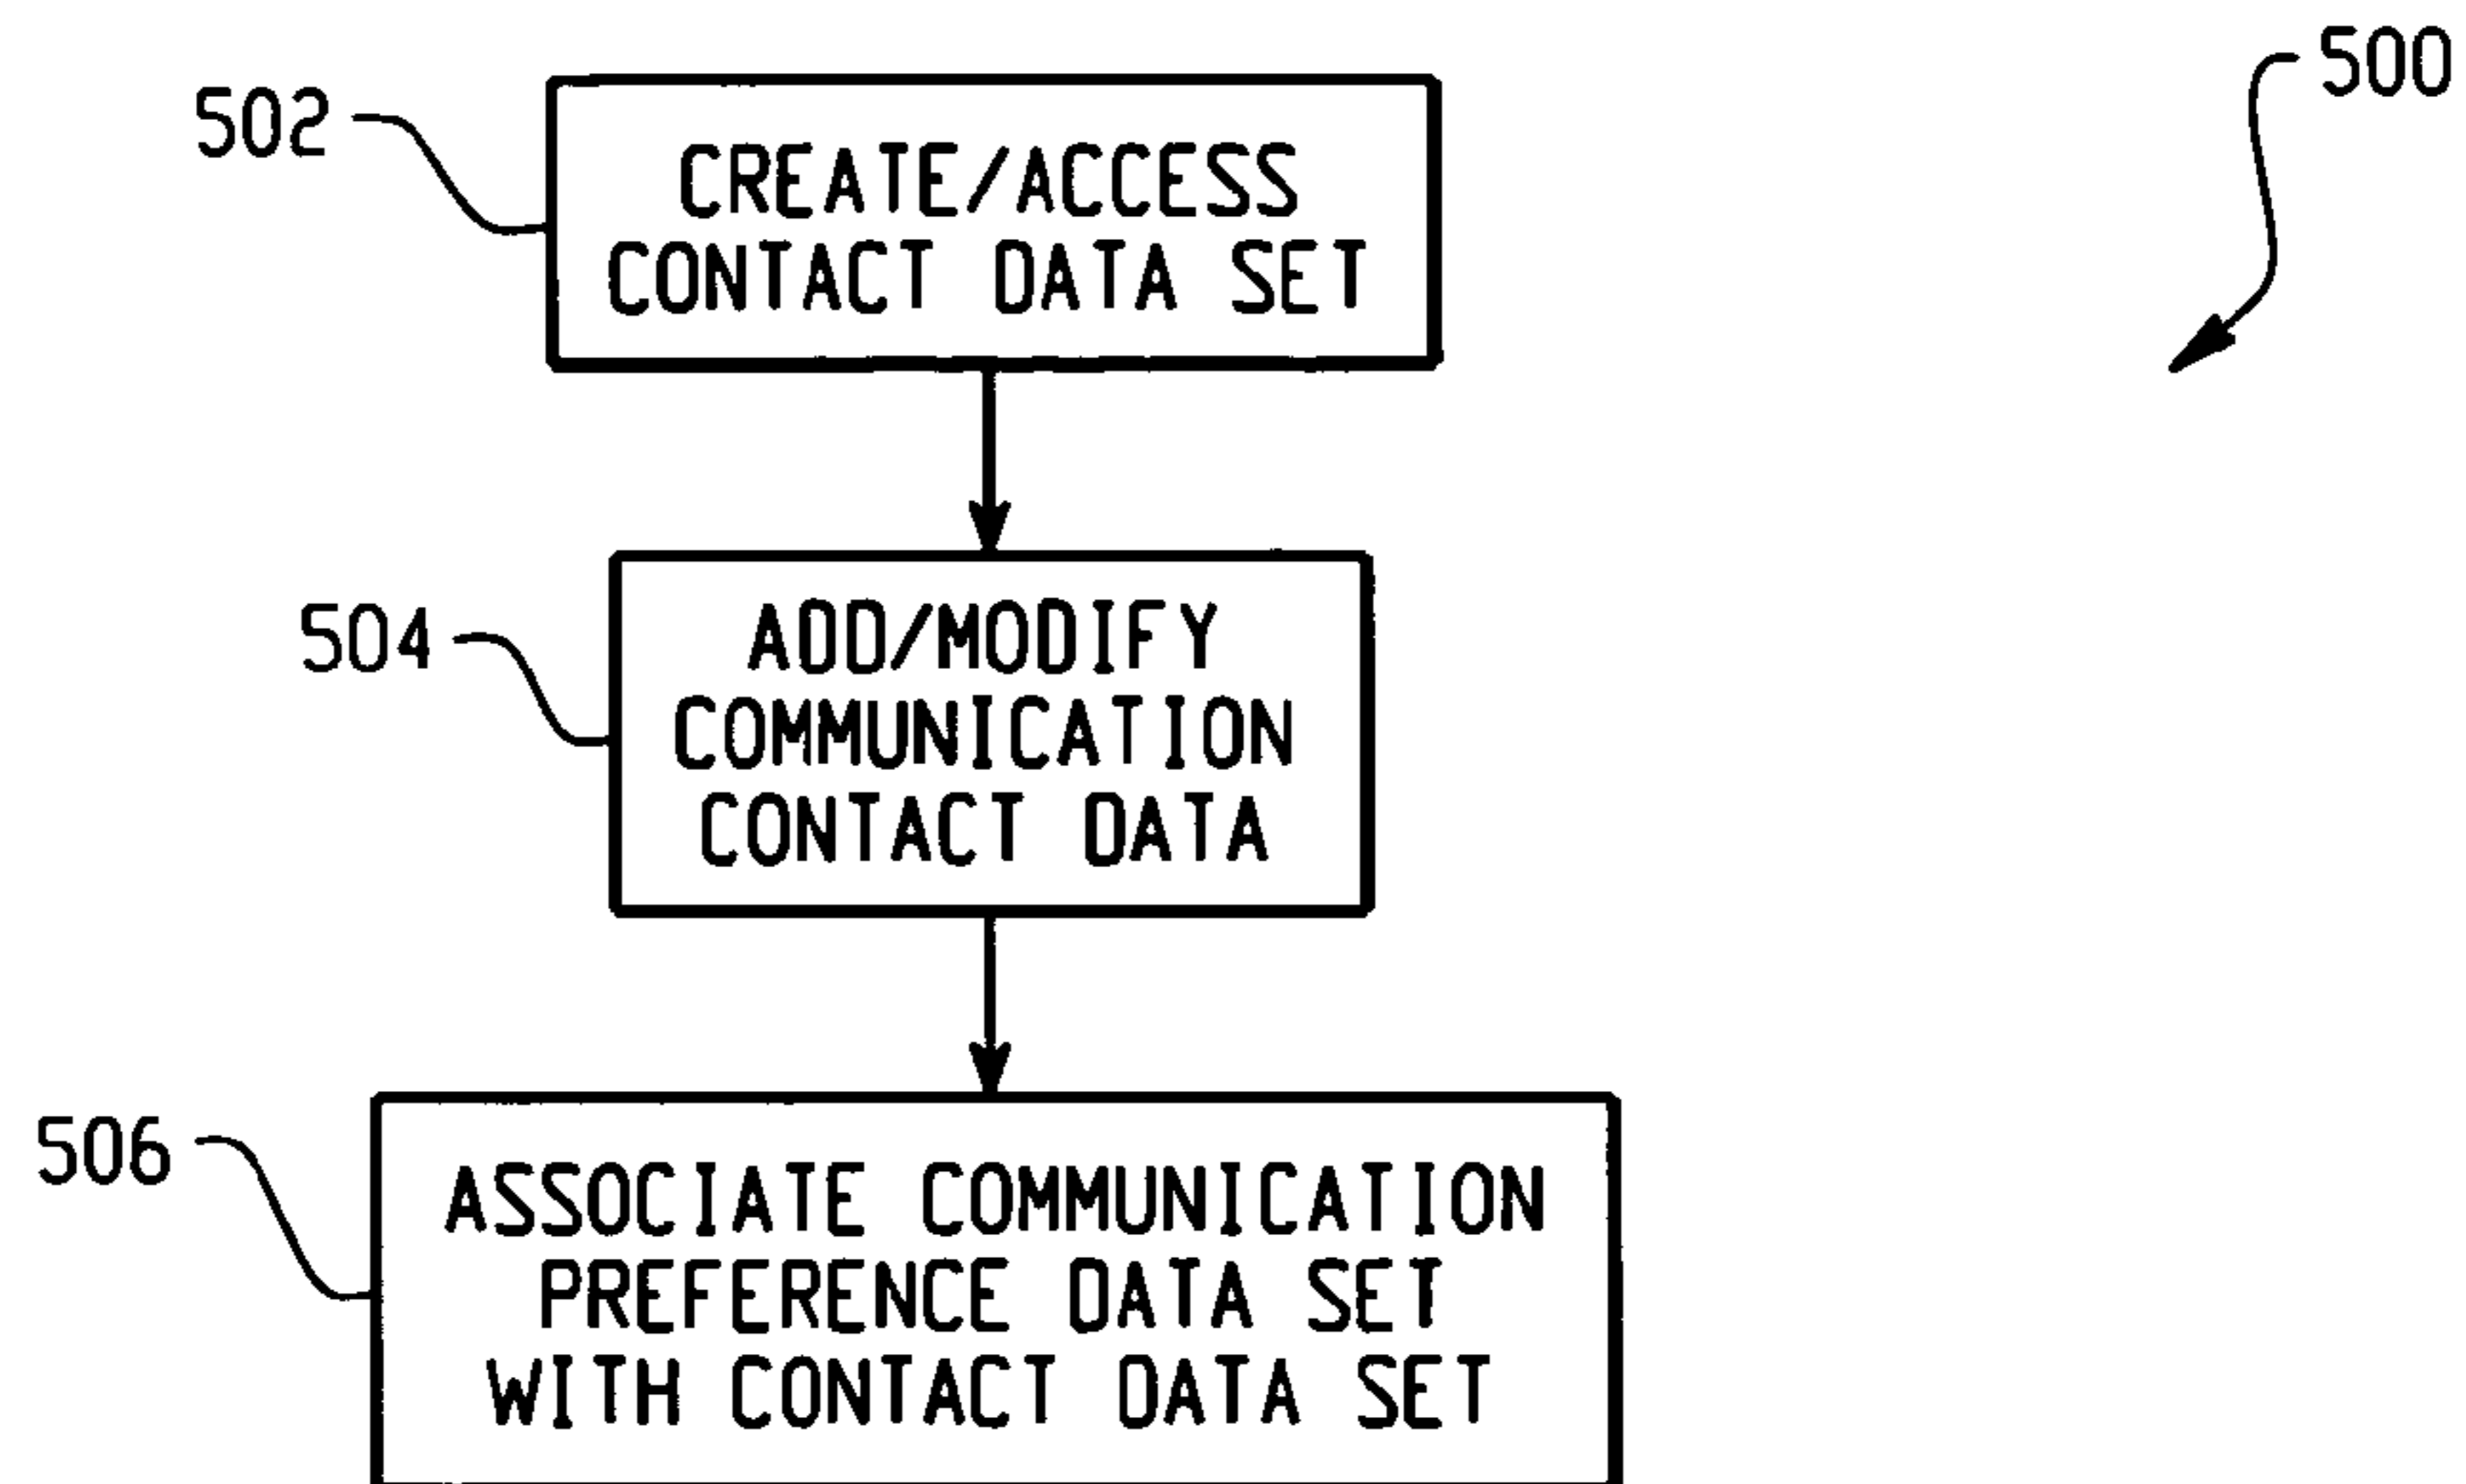 500
502
CREATE/ACCESS
CONTACT DATA SET
504
ADD/MODIFY
COMMUNICATION
CONTACT DATA
506
ASSOCIATE COMMUNICATION
PREFERENCE DATA SET
WITH CONTACT DATA SET